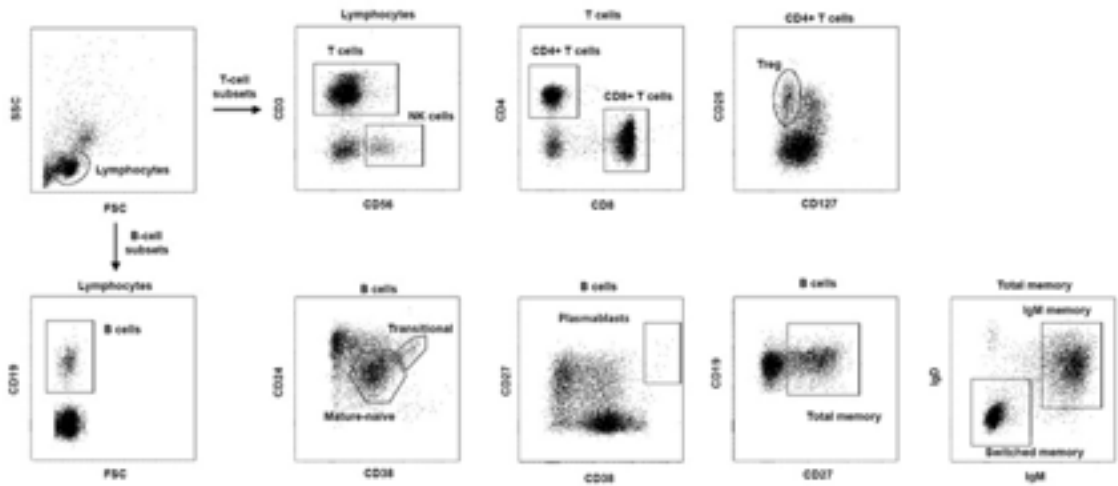 Lymphocytes
T cells
CD4+ T cells
SSC
Lymphocytes
FSC
T-cell
subsets
CD3
T cells
NK cells
CD56
CD4
CD4+ T cells
CD8+ T cells
CD8
CD25
Treg
CD127
B-cell
subsets
Lymphocytes
B cells
B cells
B cells
Total memory
CD19
B cells
FSC
CD24
Transitional
Mature-naive
CD38
CD27
Plasmablasts
CD38
CD19
Total memory
CD27
IgD
IgM memory
Switched memory
IgM